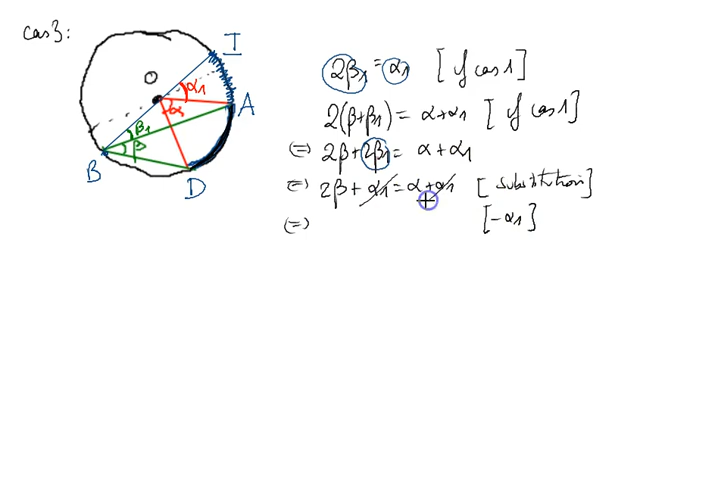 cas 3:
I
O
α1
α
A
β1
β
B
D
2β1 = α1 [cf cas 1]
2(β+β1) = α+α1 [cf cas 1]
(=) 2β+2β1 = α+α1
(=) 2β+α1 = α+α1 [substitution]
(=) [-α1]